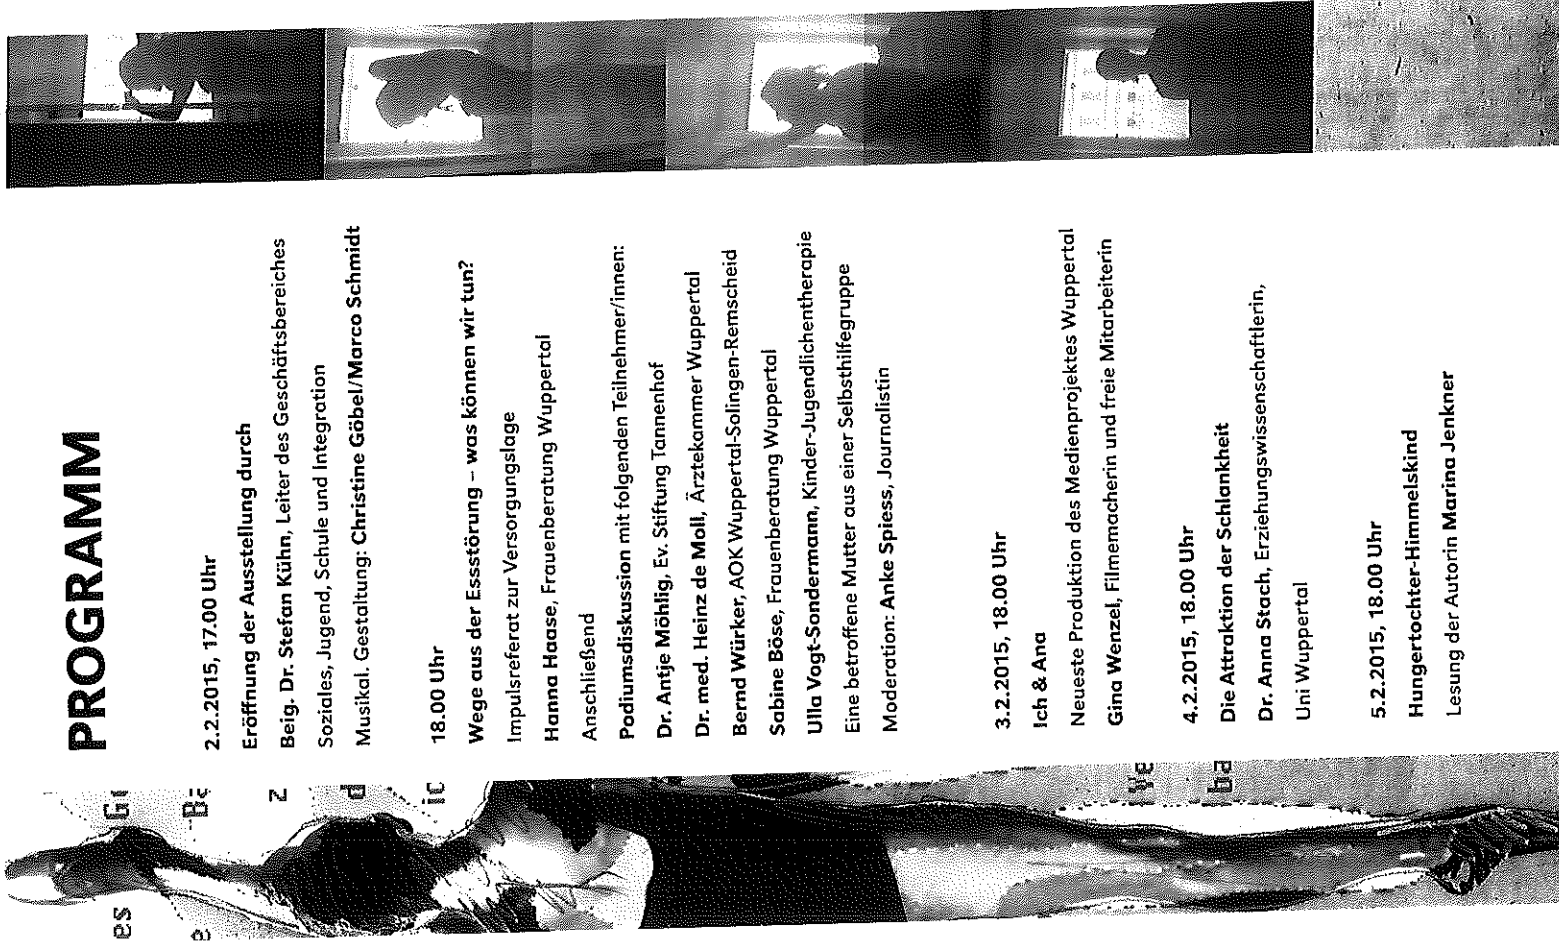 PROGRAMM
2.2.2015, 17.00 Uhr
Eröffnung der Ausstellung durch
Beig. Dr. Stefan Kühn, Leiter des Geschäftsbereiches
Soziales, Jugend, Schule und Integration
Musikal. Gestaltung: Christine Göbel/Marco Schmidt
18.00 Uhr
Wege aus der Essstörung – was können wir tun?
Impulsreferat zur Versorgungslage
Hanna Haase, Frauenberatung Wuppertal
Anschließend
Podiumsdiskussion mit folgenden Teilnehmer/innen:
Dr. Antje Möhlig, Ev. Stiftung Tannenhof
Dr. med. Heinz de Moll, Ärztekammer Wuppertal
Bernd Würker, AOK Wuppertal-Solingen-Remscheid
Sabine Böse, Frauenberatung Wuppertal
Ulla Vogt-Sondermann, Kinder-Jugendlichentherapie
Eine betroffene Mutter aus einer Selbsthilfegruppe
Moderation: Anke Spiess, Journalistin
3.2.2015, 18.00 Uhr
Ich & Ana
Neueste Produktion des Medienprojektes Wuppertal
Gina Wenzel, Filmemacherin und freie Mitarbeiterin
4.2.2015, 18.00 Uhr
Die Attraktion der Schlankheit
Dr. Anna Stach, Erziehungswissenschaftlerin,
Uni Wuppertal
5.2.2015, 18.00 Uhr
Hungertochter-Himmelskind
Lesung der Autorin Marina Jenkner